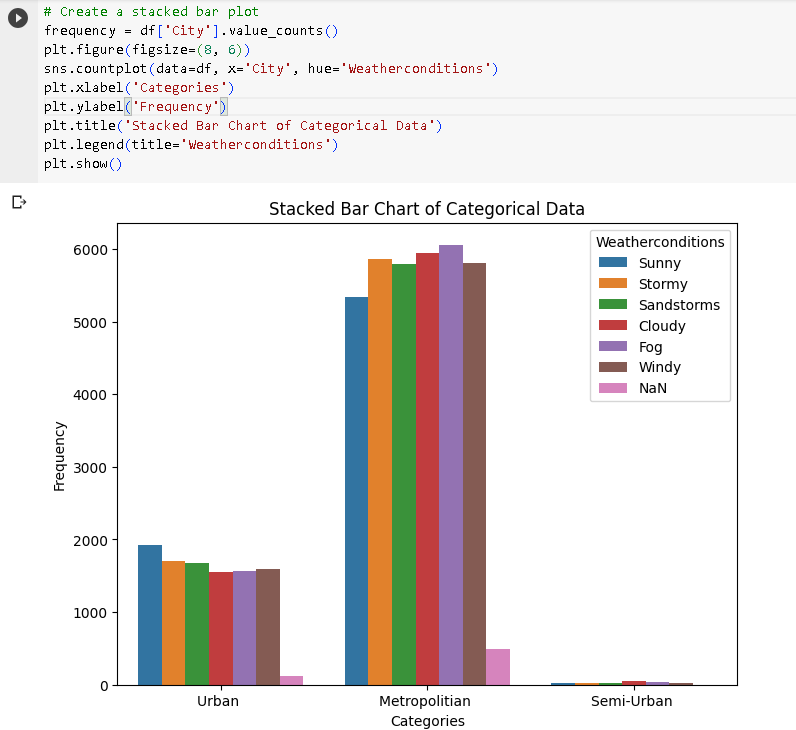 # Create a stacked bar plot
frequency = df['City'].value_counts()
plt.figure(figsize=(8, 6))
sns.countplot(data=df, x='City', hue='Weatherconditions')
plt.xlabel('Categories')
plt.ylabel('Frequency')
plt.title('Stacked Bar Chart of Categorical Data')
plt.legend(title='Weatherconditions')
plt.show()
Stacked Bar Chart of Categorical Data
Weatherconditions
Sunny
Stormy
Sandstorms
Cloudy
Fog
Windy
NaN
6000
5000
4000
3000
2000
1000
0
Frequency
Urban Metropolitian Semi-Urban
Categories